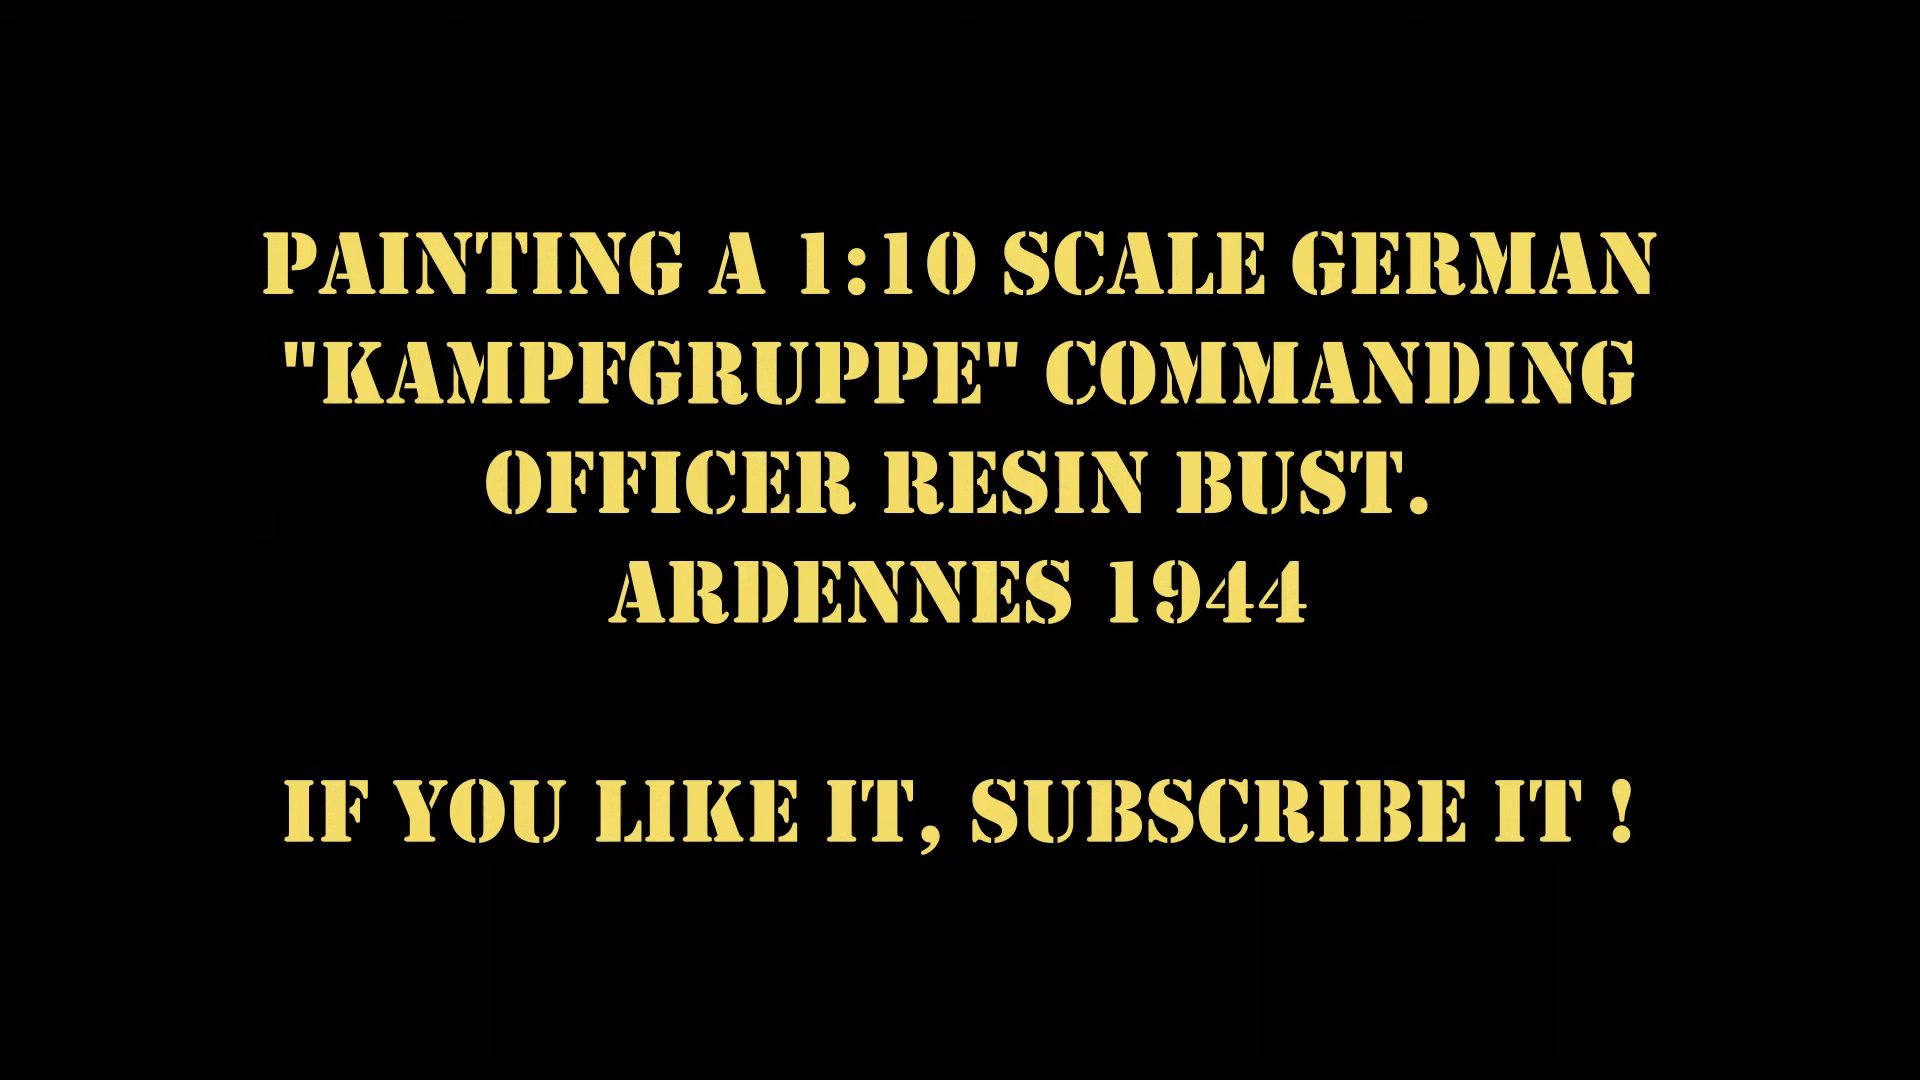 PAINTING A 1:10 SCALE GERMAN
"KAMPFGRUPPE" COMMANDING
OFFICER RESIN BUST.
ARDENNES 1944
IF YOU LIKE IT, SUBSCRIBE IT !